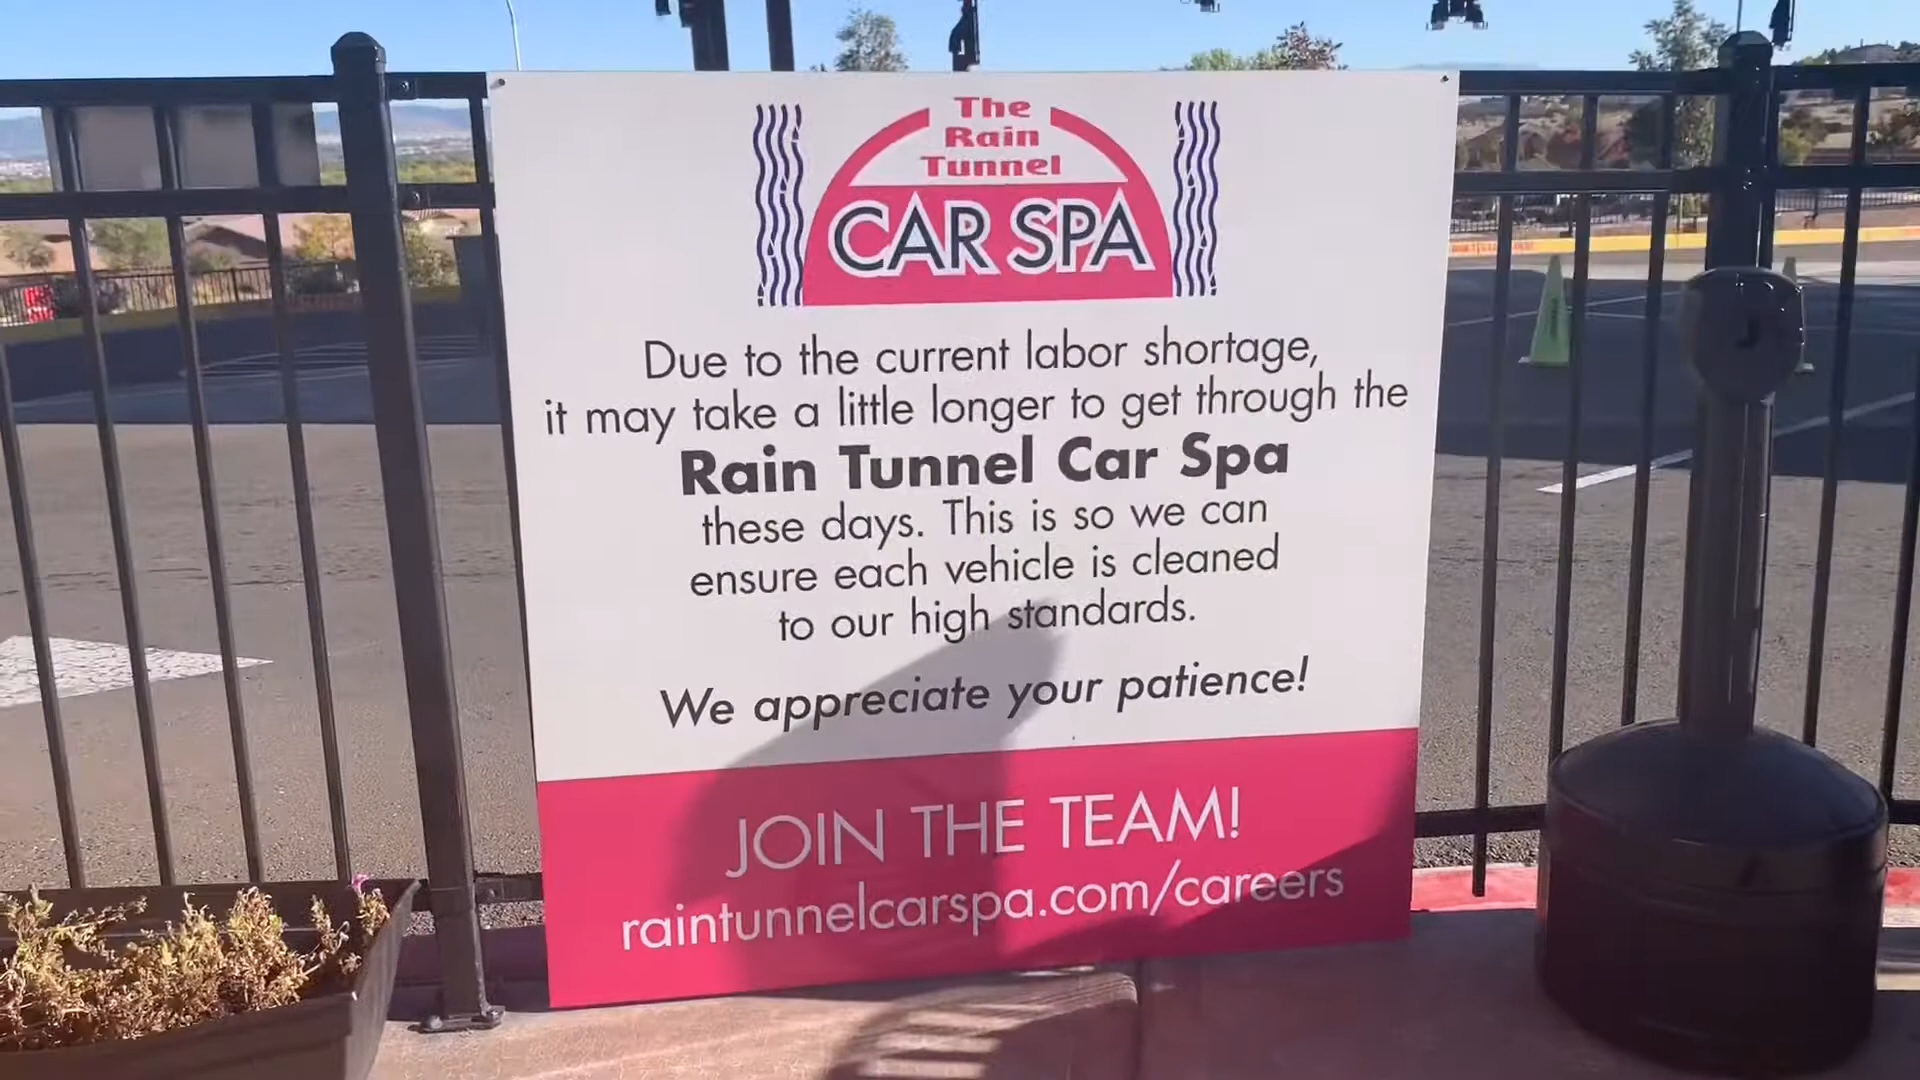 The
Rain
Tunnel
CAR SPA
Due to the current labor shortage,
it may take a little longer to get through the
Rain Tunnel Car Spa
these days. This is so we can
ensure each vehicle is cleaned
to our high standards.
We appreciate your patience!
JOIN THE TEAM!
raintunnelcarspa.com/careers